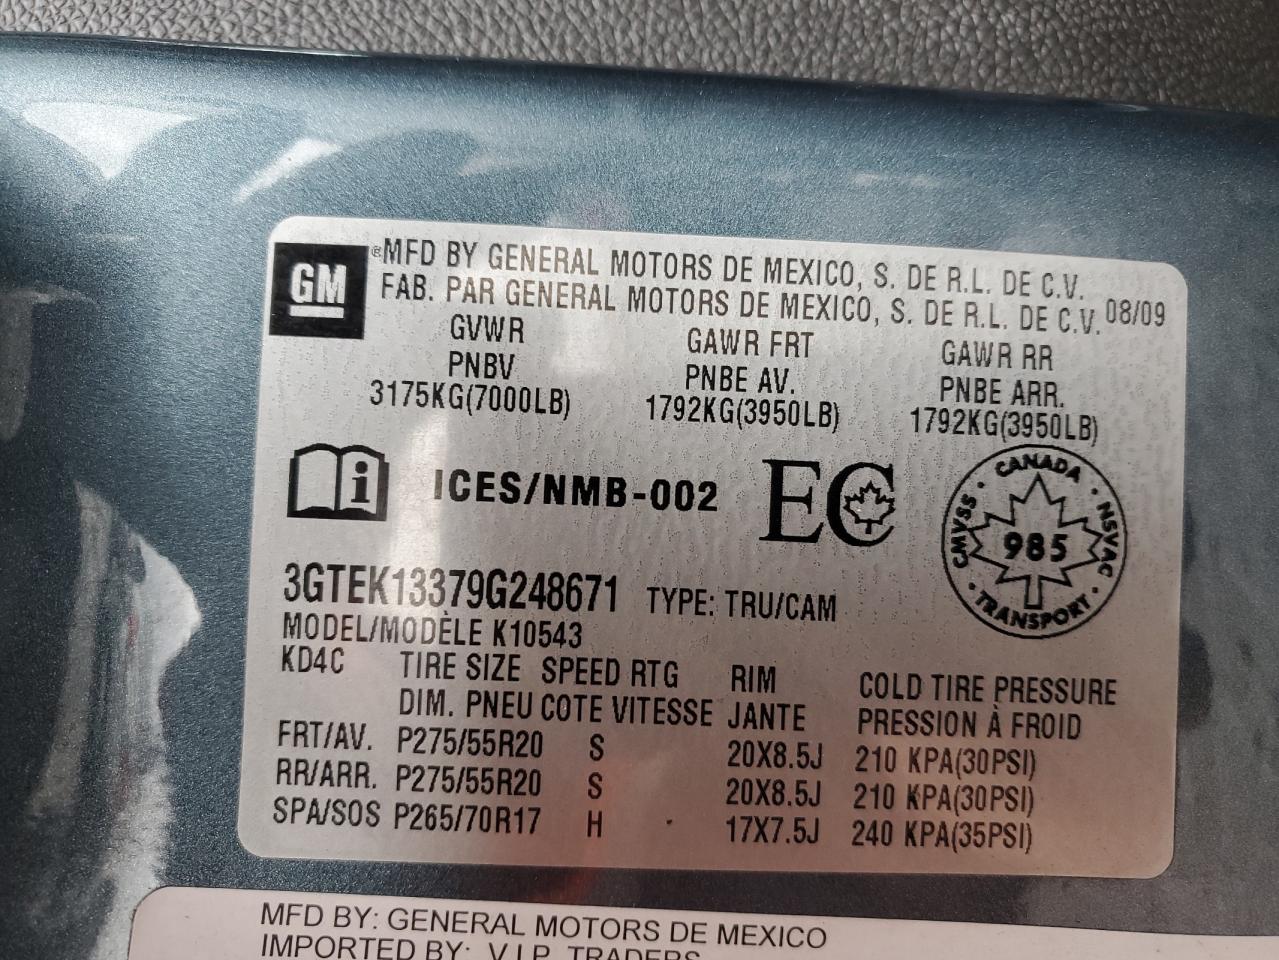 GM
®MFD BY GENERAL MOTORS DE MEXICO, S. DE R.L. DE C.V.
FAB. PAR GENERAL MOTORS DE MEXICO, S. DE R.L. DE C.V. 08/09
GVWR GAWR FRT GAWR RR
PNBV PNBE AV. PNBE ARR.
3175KG(7000LB) 1792KG(3950LB) 1792KG(3950LB)
i ICES/NMB-002 EC
CANADA · NSVAC · TRANSPORT · CMVSS ·
985
3GTEK13379G248671 TYPE: TRU/CAM
MODEL/MODÈLE K10543
KD4C TIRE SIZE SPEED RTG RIM COLD TIRE PRESSURE
DIM. PNEU COTE VITESSE JANTE PRESSION À FROID
FRT/AV. P275/55R20 S 20X8.5J 210 KPA(30PSI)
RR/ARR. P275/55R20 S 20X8.5J 210 KPA(30PSI)
SPA/SOS P265/70R17 H 17X7.5J 240 KPA(35PSI)
MFD BY: GENERAL MOTORS DE MEXICO
IMPORTED BY: V.I.P. TRADERS